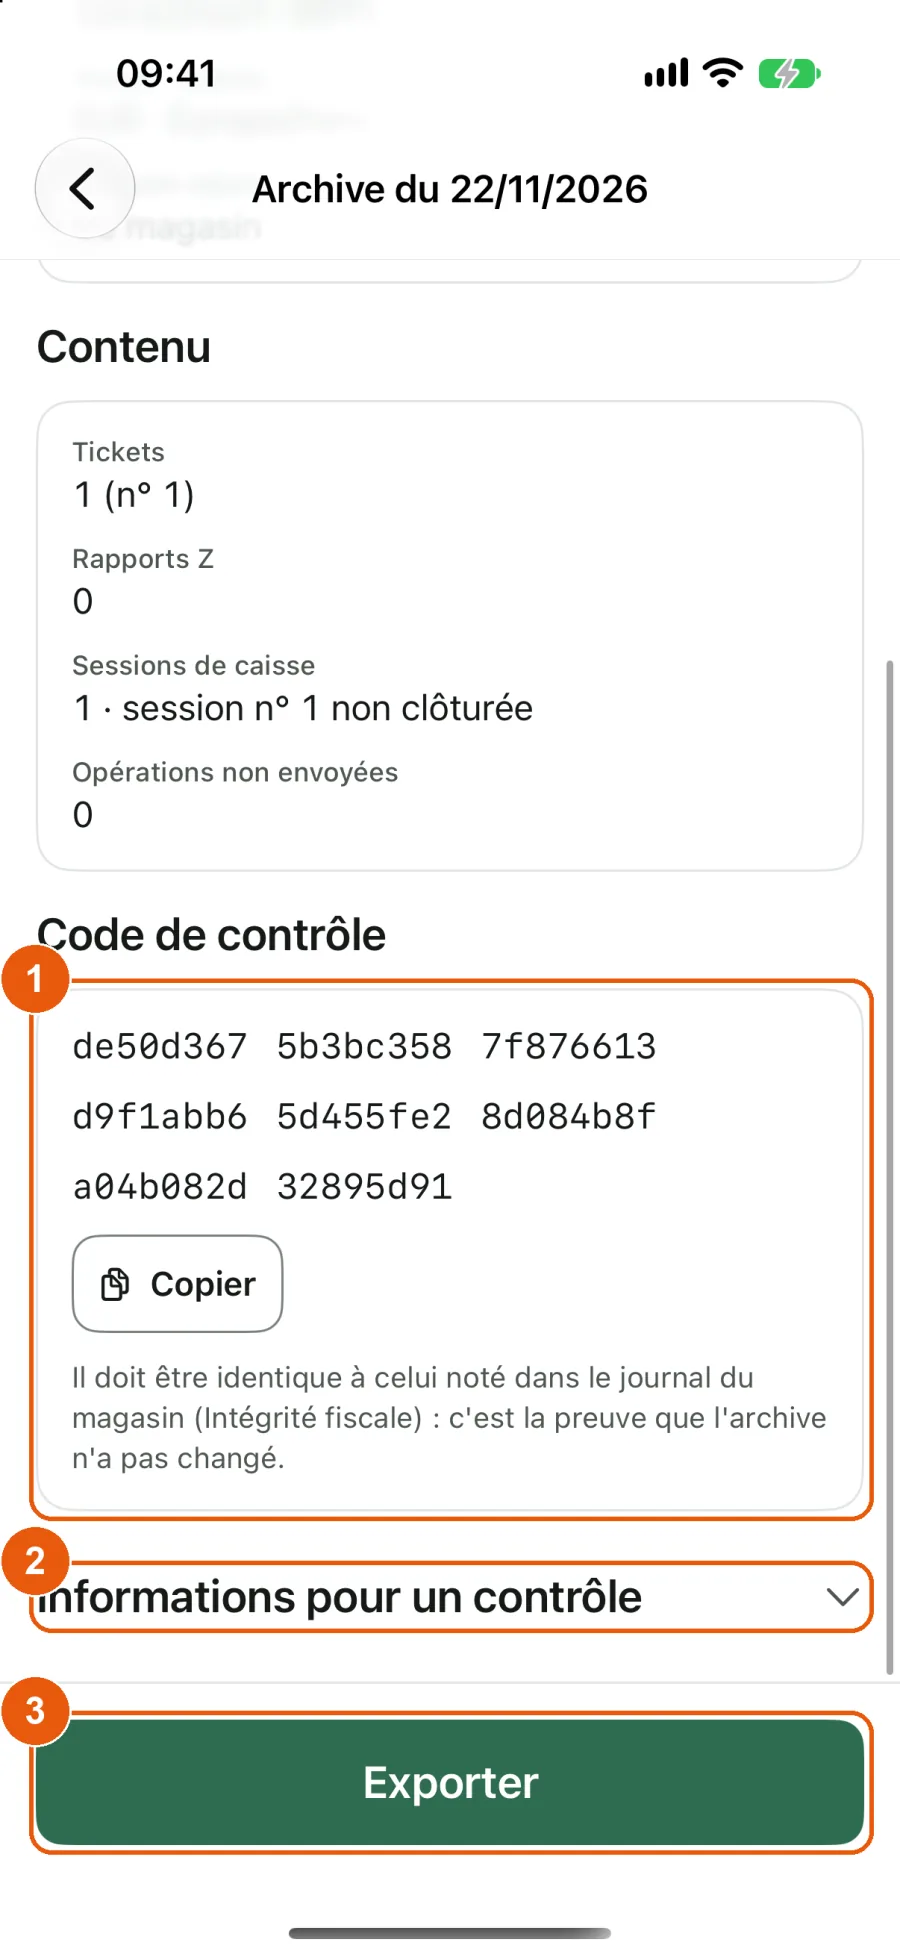 09:41
Archive du 22/11/2026
magasin
Contenu
Tickets
1 (n° 1)
Rapports Z
0
Sessions de caisse
1 · session n° 1 non clôturée
Opérations non envoyées
0
Code de contrôle
1
de50d367 5b3bc358 7f876613
d9f1abb6 5d455fe2 8d084b8f
a04b082d 32895d91
Copier
Il doit être identique à celui noté dans le journal du
magasin (Intégrité fiscale) : c'est la preuve que l'archive
n'a pas changé.
2
Informations pour un contrôle
3
Exporter